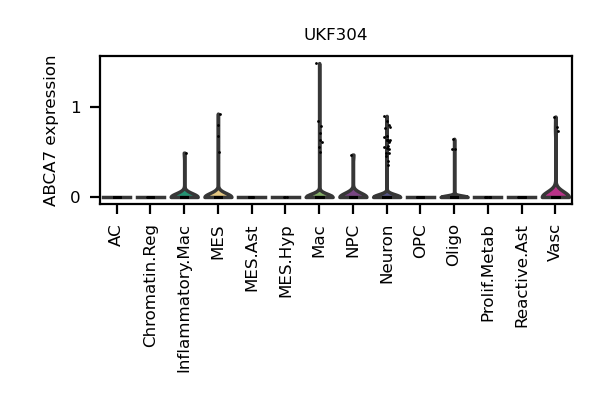 UKF304
ABCA7 expression
1
0
AC
Chromatin.Reg
Inflammatory.Mac
MES
MES.Ast
MES.Hyp
Mac
NPC
Neuron
OPC
Oligo
Prolif.Metab
Reactive.Ast
Vasc